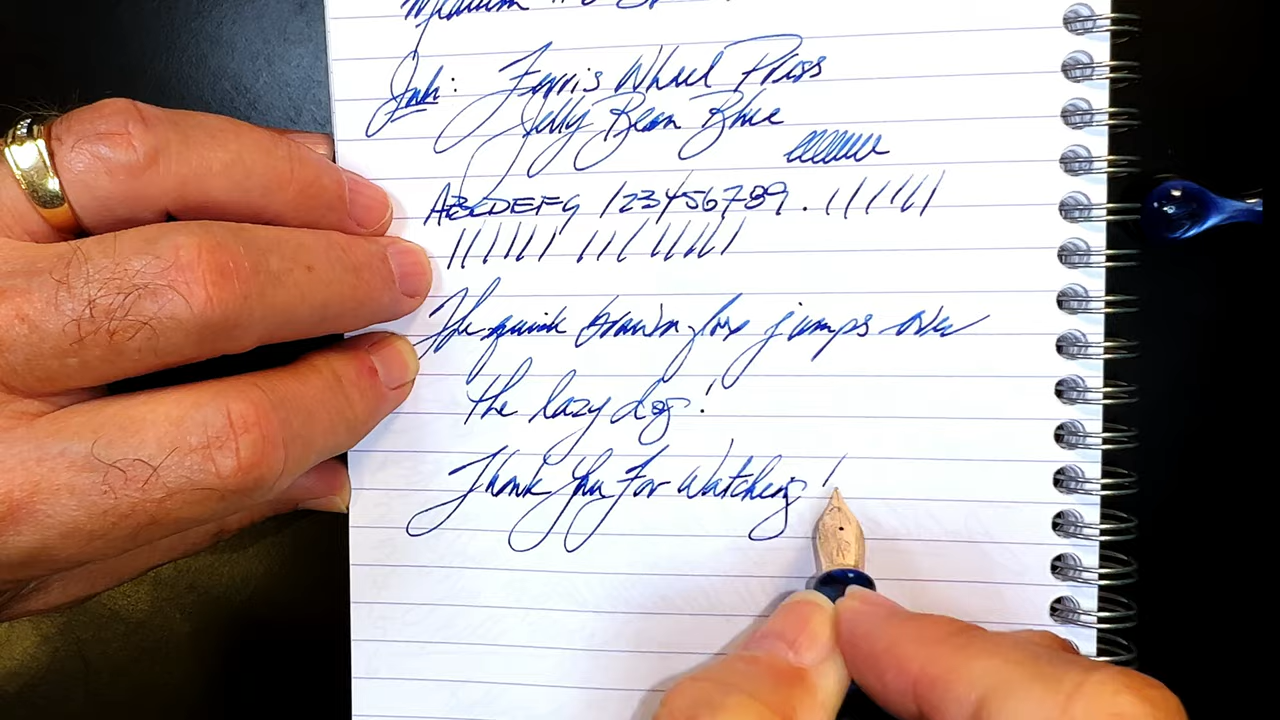 Medium
Ink: Ferris Wheel Press
Jelly Bean Blue
ABCDEFG 123456789.
The quick brown fox jumps over
the lazy dog!
Thank You For Watching!